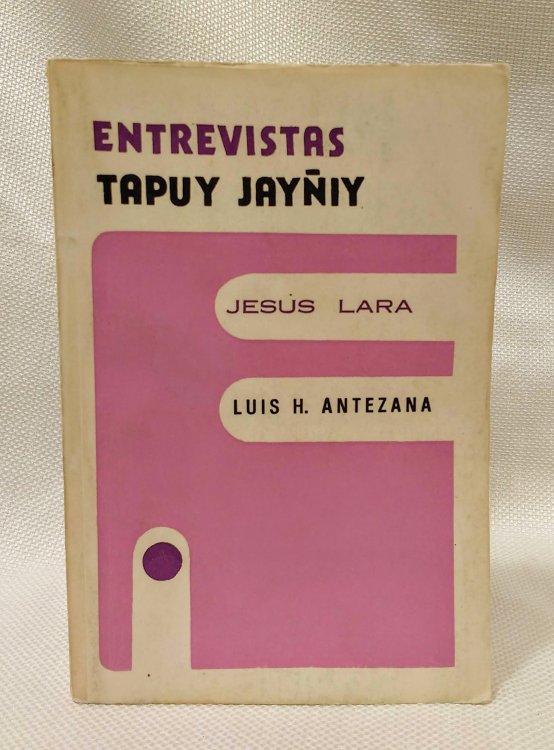 ENTREVISTAS
TAPUY JAYÑIY
JESÚS LARA
LUIS H. ANTEZANA